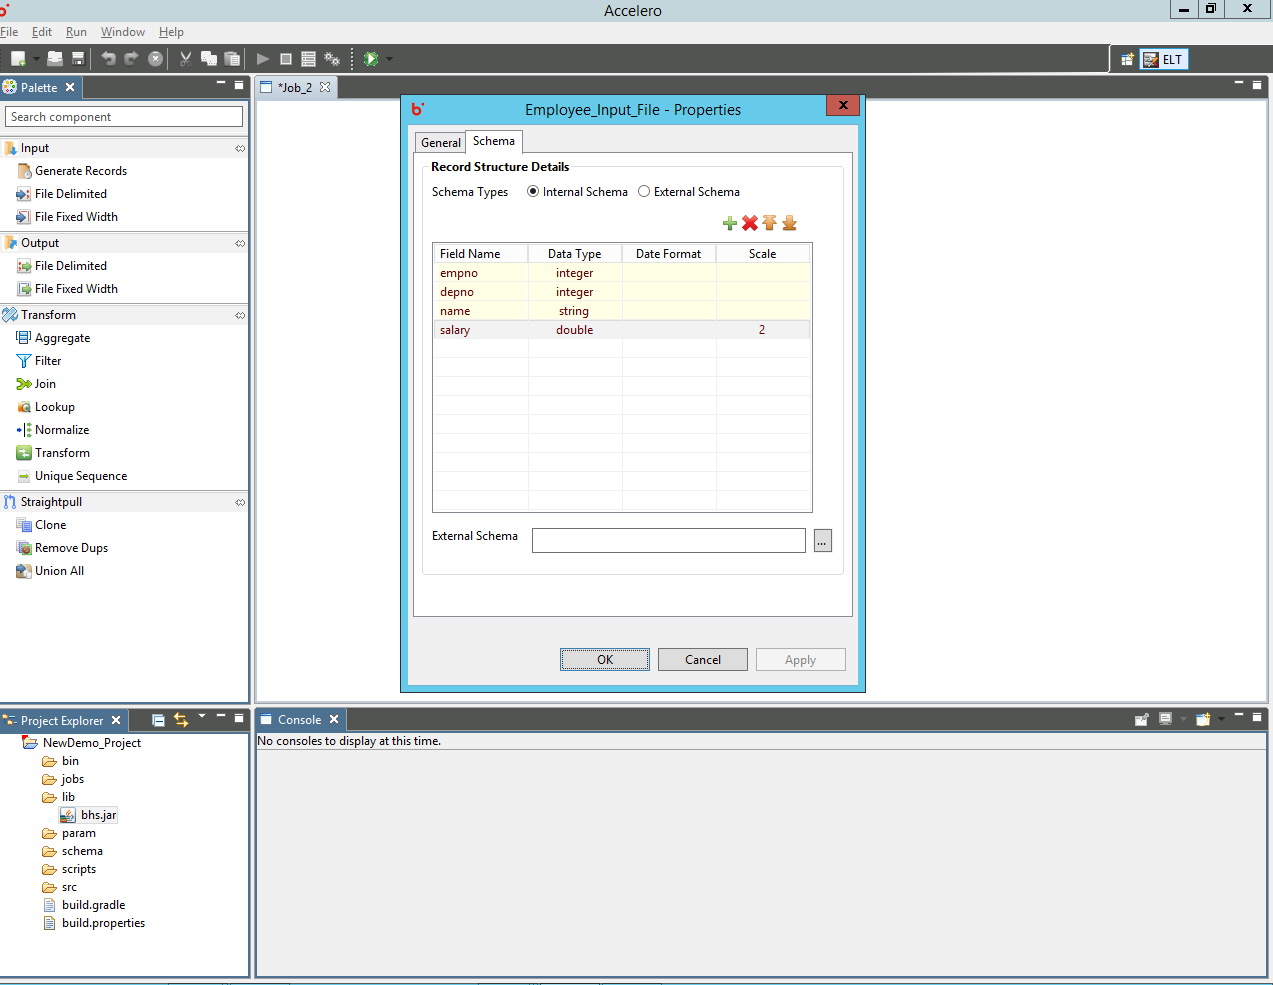 Accelero
File Edit Run Window Help
ELT
Palette
*Job_2
Search component
Input
Generate Records
File Delimited
File Fixed Width
Output
File Delimited
File Fixed Width
Transform
Aggregate
Filter
Join
Lookup
Normalize
Transform
Unique Sequence
Straightpull
Clone
Remove Dups
Union All
Employee_Input_File - Properties
General Schema
Record Structure Details
Schema Types Internal Schema External Schema
Field Name Data Type Date Format Scale
empno integer
depno integer
name string
salary double 2
External Schema ...
OK Cancel Apply
Project Explorer
NewDemo_Project
bin
jobs
lib
bhs.jar
param
schema
scripts
src
build.gradle
build.properties
Console
No consoles to display at this time.